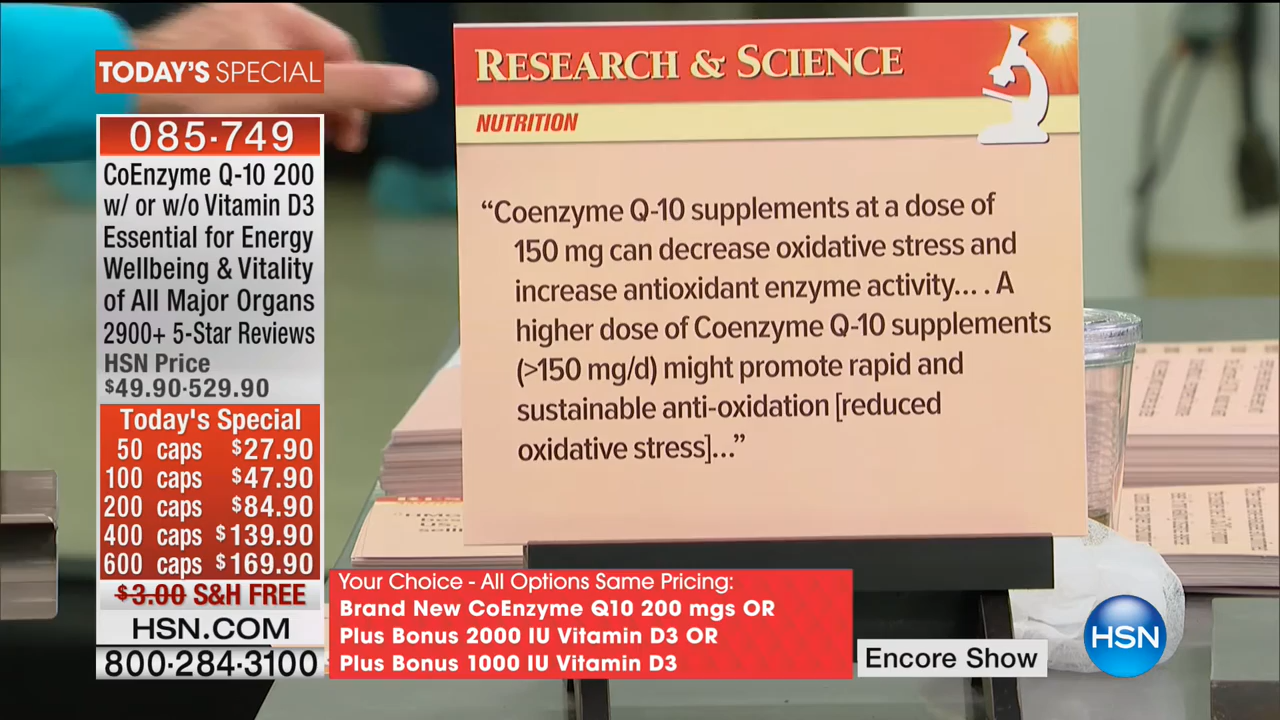 TODAY'S SPECIAL
085·749
CoEnzyme Q-10 200
w/ or w/o Vitamin D3
Essential for Energy
Wellbeing & Vitality
of All Major Organs
2900+ 5-Star Reviews
HSN Price
$49.90-529.90
Today's Special
50 caps $27.90
100 caps $47.90
200 caps $84.90
400 caps $139.90
600 caps $169.90
$3.00 S&H FREE
HSN.COM
800·284·3100
RESEARCH & SCIENCE
NUTRITION
“Coenzyme Q-10 supplements at a dose of
150 mg can decrease oxidative stress and
increase antioxidant enzyme activity... . A
higher dose of Coenzyme Q-10 supplements
(>150 mg/d) might promote rapid and
sustainable anti-oxidation [reduced
oxidative stress]...”
Your Choice - All Options Same Pricing:
Brand New CoEnzyme Q10 200 mgs OR
Plus Bonus 2000 IU Vitamin D3 OR
Plus Bonus 1000 IU Vitamin D3
Encore Show
HSN